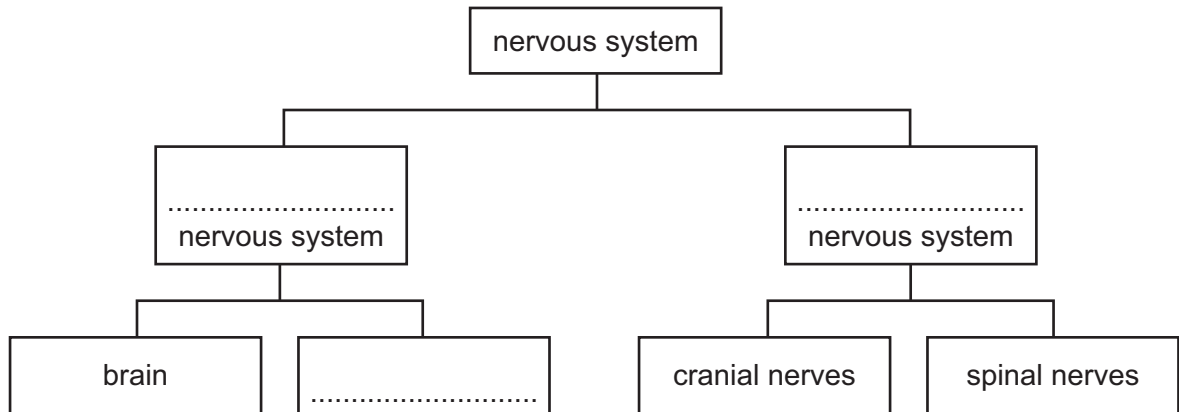 nervous system
............................
nervous system
............................
nervous system
brain
............................
cranial nerves
spinal nerves